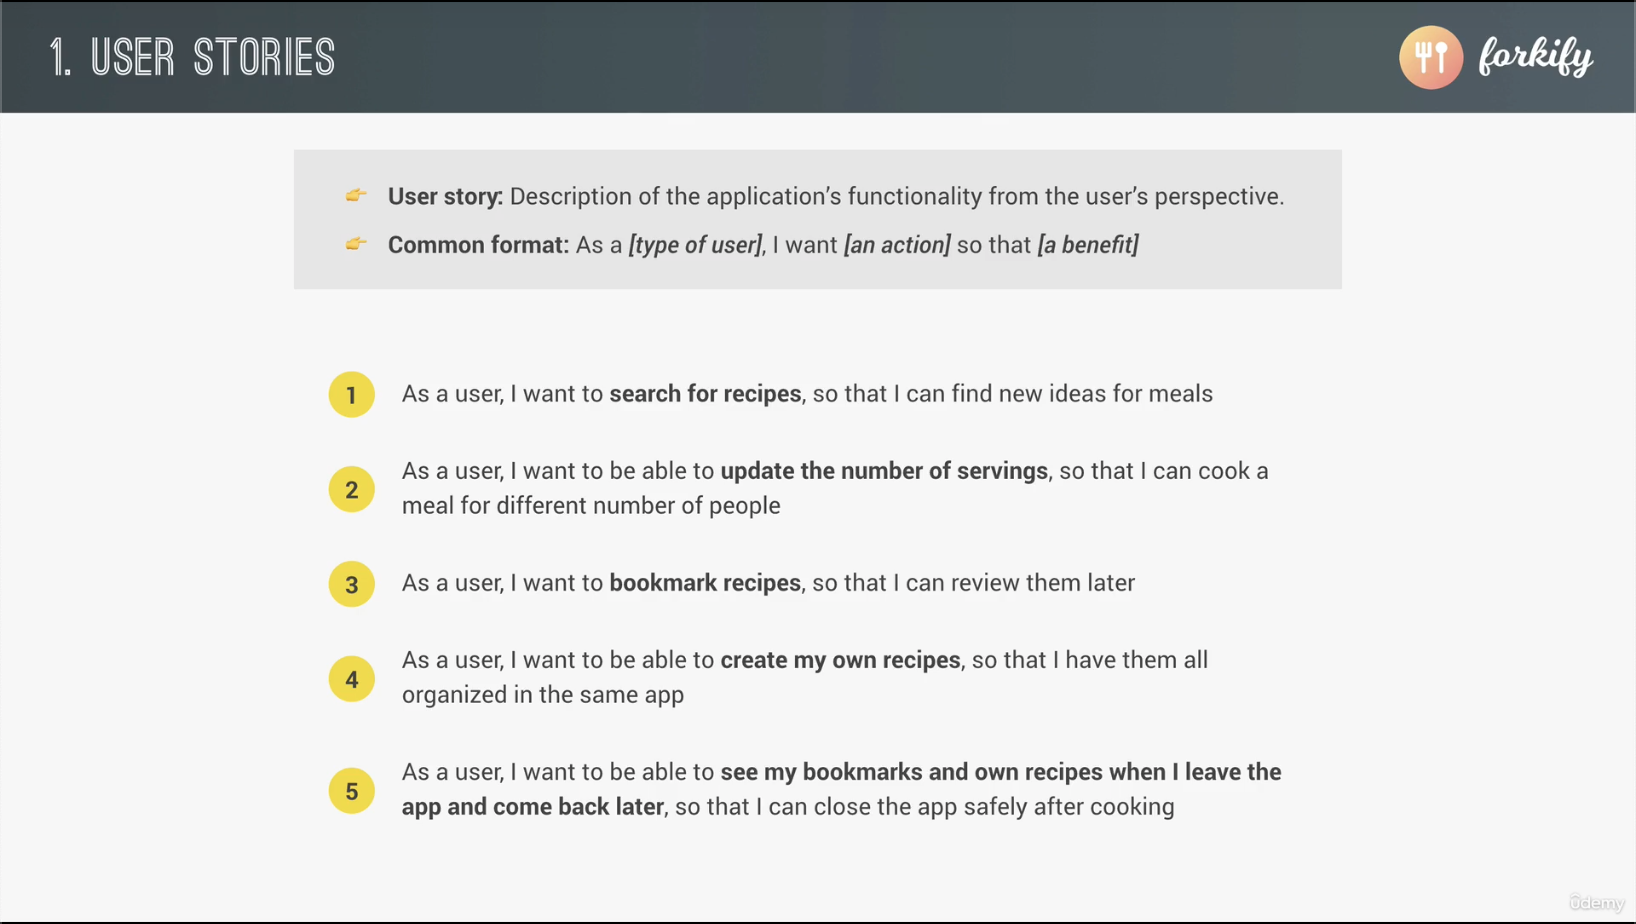 1. USER STORIES
forkify
User story: Description of the application’s functionality from the user’s perspective.
Common format: As a [type of user], I want [an action] so that [a benefit]
1 As a user, I want to search for recipes, so that I can find new ideas for meals
2 As a user, I want to be able to update the number of servings, so that I can cook a
meal for different number of people
3 As a user, I want to bookmark recipes, so that I can review them later
4 As a user, I want to be able to create my own recipes, so that I have them all
organized in the same app
5 As a user, I want to be able to see my bookmarks and own recipes when I leave the
app and come back later, so that I can close the app safely after cooking
ûdemy